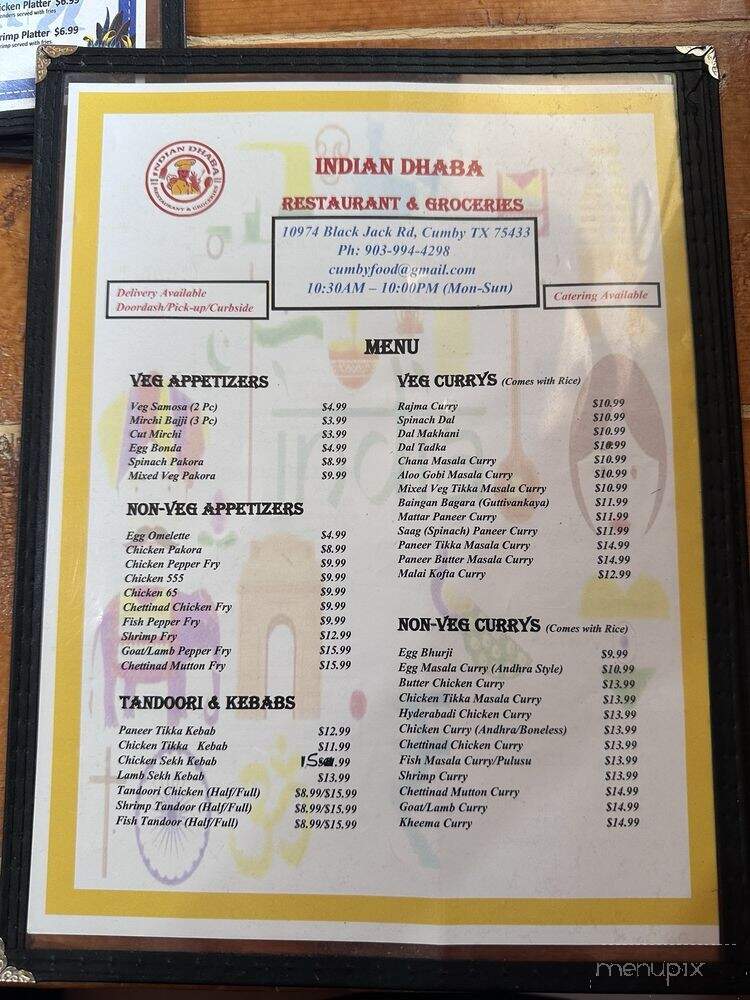 icken Platter $6.99
enders served with fries
rimp Platter $6.99
rimp served with fries
INDIAN DHABA
RESTAURANT & GROCERIES
INDIAN DHABA
RESTAURANT & GROCERIES
10974 Black Jack Rd, Cumby TX 75433
Ph: 903-994-4298
cumbyfood@gmail.com
10:30AM – 10:00PM (Mon-Sun)
Delivery Available
Doordash/Pick-up/Curbside
Catering Available
MENU
VEG APPETIZERS
Veg Samosa (2 Pc) $4.99
Mirchi Bajji (3 Pc) $3.99
Cut Mirchi $3.99
Egg Bonda $4.99
Spinach Pakora $8.99
Mixed Veg Pakora $9.99
NON-VEG APPETIZERS
Egg Omelette $4.99
Chicken Pakora $8.99
Chicken Pepper Fry $9.99
Chicken 555 $9.99
Chicken 65 $9.99
Chettinad Chicken Fry $9.99
Fish Pepper Fry $9.99
Shrimp Fry $12.99
Goat/Lamb Pepper Fry $15.99
Chettinad Mutton Fry $15.99
TANDOORI & KEBABS
Paneer Tikka Kebab $12.99
Chicken Tikka Kebab $11.99
Chicken Sekh Kebab 15.99
Lamb Sekh Kebab $13.99
Tandoori Chicken (Half/Full) $8.99/$15.99
Shrimp Tandoor (Half/Full) $8.99/$15.99
Fish Tandoor (Half/Full) $8.99/$15.99
VEG CURRYS (Comes with Rice)
Rajma Curry $10.99
Spinach Dal $10.99
Dal Makhani $10.99
Dal Tadka $10.99
Chana Masala Curry $10.99
Aloo Gobi Masala Curry $10.99
Mixed Veg Tikka Masala Curry $10.99
Baingan Bagara (Guttivankaya) $11.99
Mattar Paneer Curry $11.99
Saag (Spinach) Paneer Curry $11.99
Paneer Tikka Masala Curry $14.99
Paneer Butter Masala Curry $14.99
Malai Kofta Curry $12.99
NON-VEG CURRYS (Comes with Rice)
Egg Bhurji $9.99
Egg Masala Curry (Andhra Style) $10.99
Butter Chicken Curry $13.99
Chicken Tikka Masala Curry $13.99
Hyderabadi Chicken Curry $13.99
Chicken Curry (Andhra/Boneless) $13.99
Chettinad Chicken Curry $13.99
Fish Masala Curry/Pulusu $13.99
Shrimp Curry $13.99
Chettinad Mutton Curry $14.99
Goat/Lamb Curry $14.99
Kheema Curry $14.99
menupix